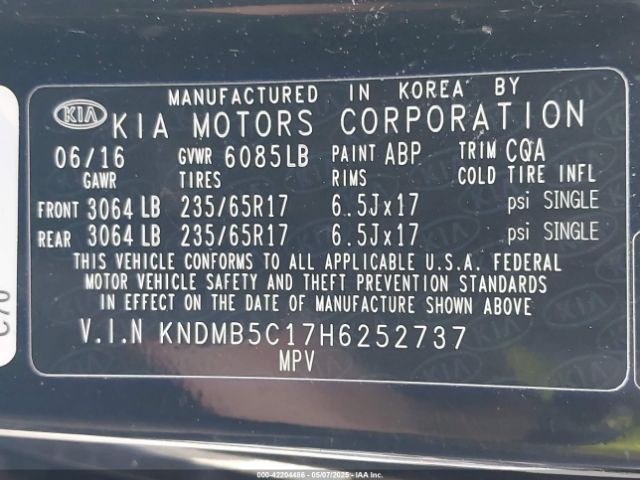 MANUFACTURED IN KOREA BY
KIA KIA MOTORS CORPORATION
06/16 GVWR 6085LB PAINT ABP TRIM CQA
GAWR TIRES RIMS COLD TIRE INFL
FRONT 3064 LB 235/65R17 6.5Jx17 psi SINGLE
REAR 3064 LB 235/65R17 6.5Jx17 psi SINGLE
THIS VEHICLE CONFORMS TO ALL APPLICABLE U.S.A. FEDERAL
MOTOR VEHICLE SAFETY AND THEFT PREVENTION STANDARDS
IN EFFECT ON THE DATE OF MANUFACTURE SHOWN ABOVE
V.I.N KNDMB5C17H6252737
MPV
000-42204486 - 05/07/2025 - IAA Inc.